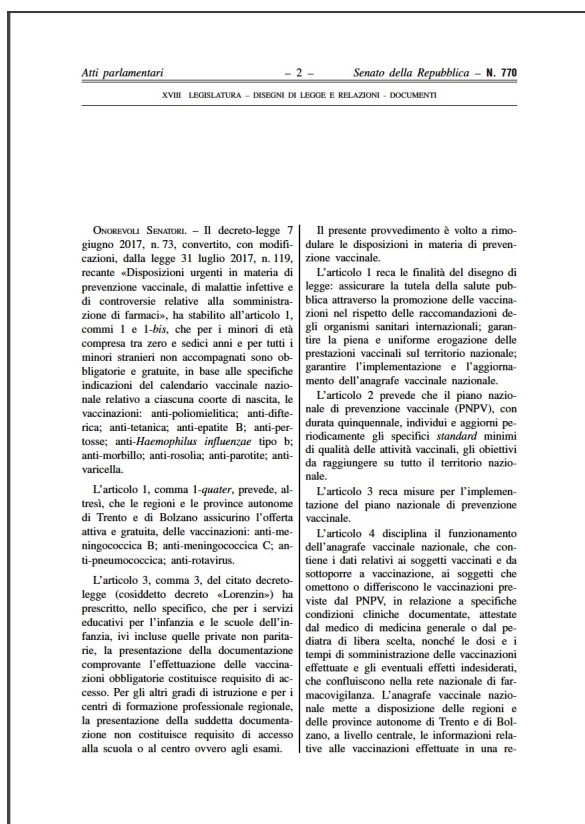 Atti parlamentari – 2 – Senato della Repubblica – N. 770
XVIII LEGISLATURA – DISEGNI DI LEGGE E RELAZIONI - DOCUMENTI
ONOREVOLI SENATORI. – Il decreto-legge 7
giugno 2017, n. 73, convertito, con modifi-
cazioni, dalla legge 31 luglio 2017, n. 119,
recante «Disposizioni urgenti in materia di
prevenzione vaccinale, di malattie infettive e
di controversie relative alla somministra-
zione di farmaci», ha stabilito all'articolo 1,
commi 1 e 1-bis, che per i minori di età
compresa tra zero e sedici anni e per tutti i
minori stranieri non accompagnati sono ob-
bligatorie e gratuite, in base alle specifiche
indicazioni del calendario vaccinale nazio-
nale relativo a ciascuna coorte di nascita, le
vaccinazioni: anti-poliomielitica; anti-difte-
rica; anti-tetanica; anti-epatite B; anti-per-
tosse; anti-Haemophilus influenzae tipo b;
anti-morbillo; anti-rosolia; anti-parotite; anti-
varicella.
L'articolo 1, comma 1-quater, prevede, al-
tresì, che le regioni e le province autonome
di Trento e di Bolzano assicurino l'offerta
attiva e gratuita, delle vaccinazioni: anti-me-
ningococcica B; anti-meningococcica C; an-
ti-pneumococcica; anti-rotavirus.
L'articolo 3, comma 3, del citato decreto-
legge (cosiddetto decreto «Lorenzin») ha
prescritto, nello specifico, che per i servizi
educativi per l'infanzia e le scuole dell'in-
fanzia, ivi incluse quelle private non parita-
rie, la presentazione della documentazione
comprovante l'effettuazione delle vaccina-
zioni obbligatorie costituisce requisito di ac-
cesso. Per gli altri gradi di istruzione e per i
centri di formazione professionale regionale,
la presentazione della suddetta documenta-
zione non costituisce requisito di accesso
alla scuola o al centro ovvero agli esami.
Il presente provvedimento è volto a rimo-
dulare le disposizioni in materia di preven-
zione vaccinale.
L'articolo 1 reca le finalità del disegno di
legge: assicurare la tutela della salute pub-
blica attraverso la promozione delle vaccina-
zioni nel rispetto delle raccomandazioni de-
gli organismi sanitari internazionali; garan-
tire la piena e uniforme erogazione delle
prestazioni vaccinali sul territorio nazionale;
garantire l'implementazione e l'aggiorna-
mento dell'anagrafe vaccinale nazionale.
L'articolo 2 prevede che il piano nazio-
nale di prevenzione vaccinale (PNPV), con
durata quinquennale, individui e aggiorni pe-
riodicamente gli specifici standard minimi
di qualità delle attività vaccinali, gli obiettivi
da raggiungere su tutto il territorio nazio-
nale.
L'articolo 3 reca misure per l'implemen-
tazione del piano nazionale di prevenzione
vaccinale.
L'articolo 4 disciplina il funzionamento
dell'anagrafe vaccinale nazionale, che con-
tiene i dati relativi ai soggetti vaccinati e da
sottoporre a vaccinazione, ai soggetti che
omettono o differiscono le vaccinazioni pre-
viste dal PNPV, in relazione a specifiche
condizioni cliniche documentate, attestate
dal medico di medicina generale o dal pe-
diatra di libera scelta, nonché le dosi e i
tempi di somministrazione delle vaccinazioni
effettuate e gli eventuali effetti indesiderati,
che confluiscono nella rete nazionale di far-
macovigilanza. L'anagrafe vaccinale nazio-
nale mette a disposizione delle regioni e
delle province autonome di Trento e di Bol-
zano, a livello centrale, le informazioni rela-
tive alle vaccinazioni effettuate in una re-